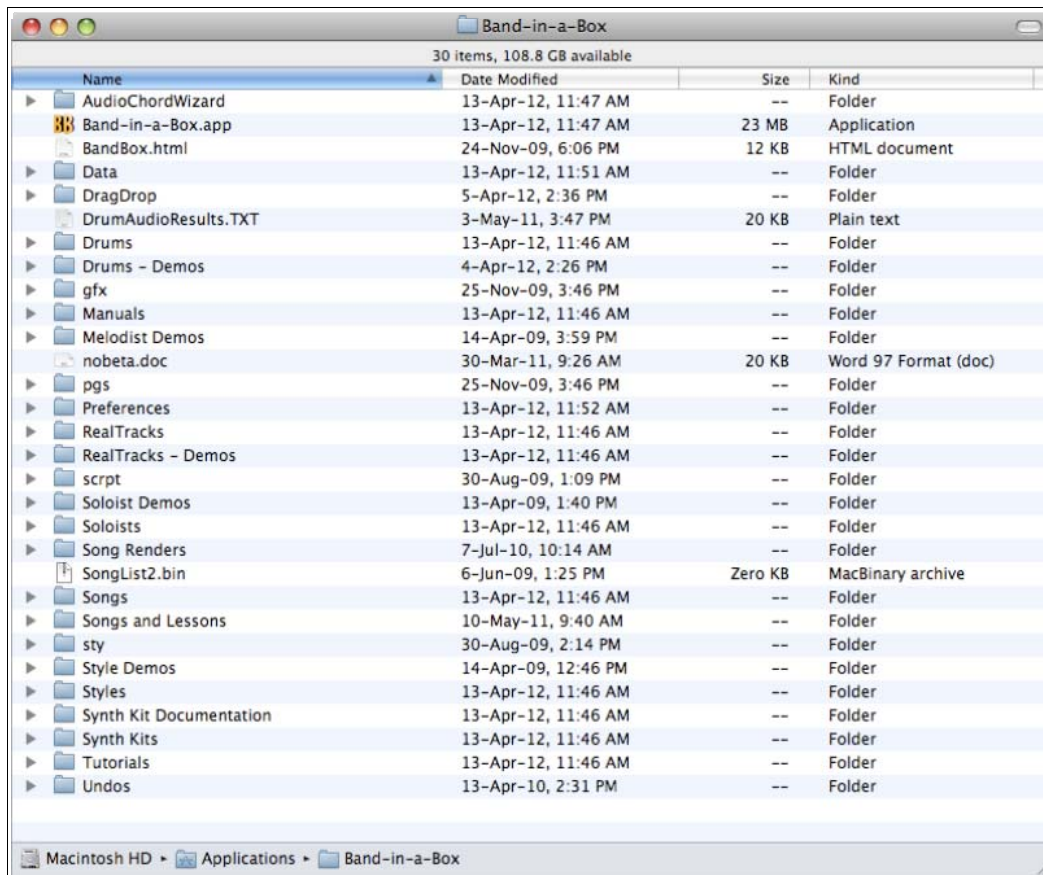 Band-in-a-Box
30 items, 108.8 GB available
Name Date Modified Size Kind
AudioChordWizard 13-Apr-12, 11:47 AM -- Folder
Band-in-a-Box.app 13-Apr-12, 11:47 AM 23 MB Application
BandBox.html 24-Nov-09, 6:06 PM 12 KB HTML document
Data 13-Apr-12, 11:51 AM -- Folder
DragDrop 5-Apr-12, 2:36 PM -- Folder
DrumAudioResults.TXT 3-May-11, 3:47 PM 20 KB Plain text
Drums 13-Apr-12, 11:46 AM -- Folder
Drums - Demos 4-Apr-12, 2:26 PM -- Folder
gfx 25-Nov-09, 3:46 PM -- Folder
Manuals 13-Apr-12, 11:46 AM -- Folder
Melodist Demos 14-Apr-09, 3:59 PM -- Folder
nobeta.doc 30-Mar-11, 9:26 AM 20 KB Word 97 Format (doc)
pgs 25-Nov-09, 3:46 PM -- Folder
Preferences 13-Apr-12, 11:52 AM -- Folder
RealTracks 13-Apr-12, 11:46 AM -- Folder
RealTracks - Demos 13-Apr-12, 11:46 AM -- Folder
scrpt 30-Aug-09, 1:09 PM -- Folder
Soloist Demos 13-Apr-09, 1:40 PM -- Folder
Soloists 13-Apr-12, 11:46 AM -- Folder
Song Renders 7-Jul-10, 10:14 AM -- Folder
SongList2.bin 6-Jun-09, 1:25 PM Zero KB MacBinary archive
Songs 13-Apr-12, 11:46 AM -- Folder
Songs and Lessons 10-May-11, 9:40 AM -- Folder
sty 30-Aug-09, 2:14 PM -- Folder
Style Demos 14-Apr-09, 12:46 PM -- Folder
Styles 13-Apr-12, 11:46 AM -- Folder
Synth Kit Documentation 13-Apr-12, 11:46 AM -- Folder
Synth Kits 13-Apr-12, 11:46 AM -- Folder
Tutorials 13-Apr-12, 11:46 AM -- Folder
Undos 13-Apr-10, 2:31 PM -- Folder
Macintosh HD ▸ Applications ▸ Band-in-a-Box